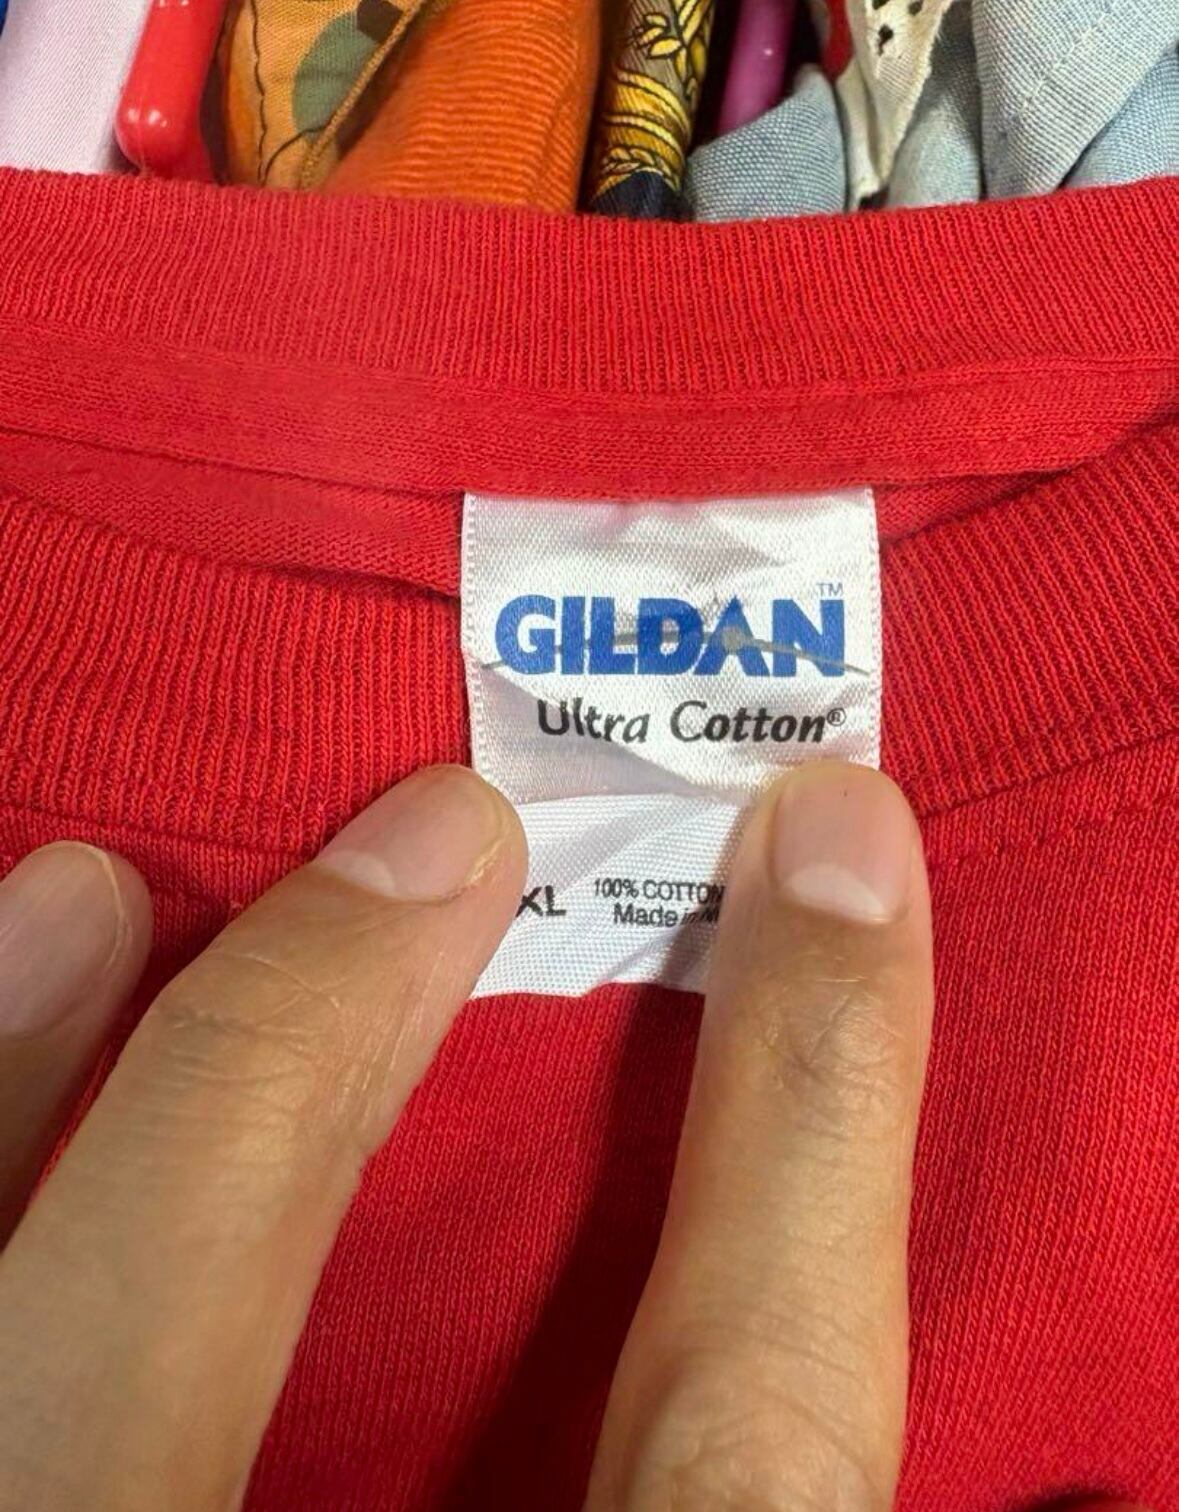 GILDAN™
Ultra Cotton®
XL
100% COTTON
Made in